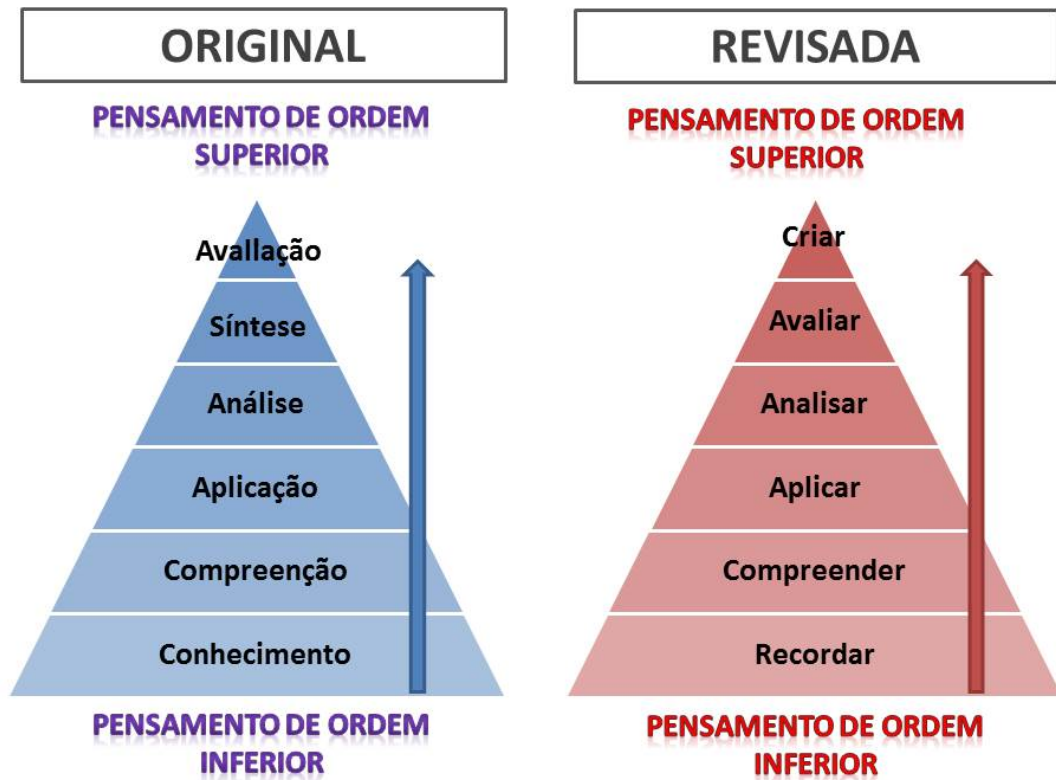 ORIGINAL
PENSAMENTO DE ORDEM
SUPERIOR
Avallação
Síntese
Análise
Aplicação
Compreenção
Conhecimento
PENSAMENTO DE ORDEM
INFERIOR
REVISADA
PENSAMENTO DE ORDEM
SUPERIOR
Criar
Avaliar
Analisar
Aplicar
Compreender
Recordar
PENSAMENTO DE ORDEM
INFERIOR